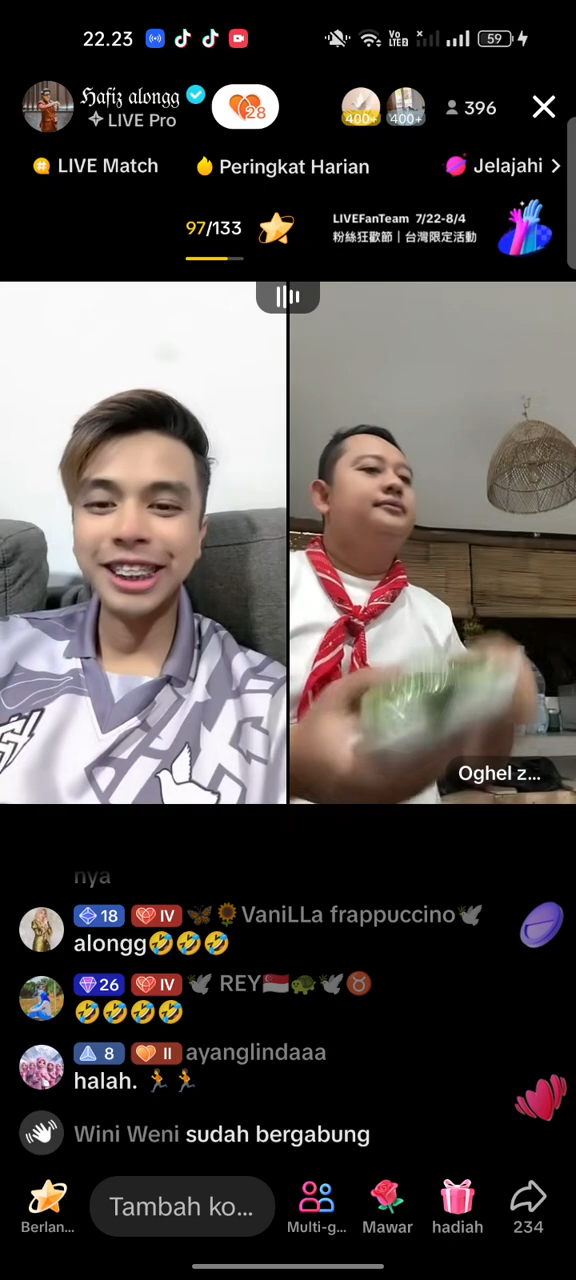 22.23
Vo
LTE2
59
Hafiz alongg
LIVE Pro
28
400+
400+
396
LIVE Match
Peringkat Harian
Jelajahi
97/133
LIVEFanTeam 7/22-8/4
粉絲狂歡節｜台灣限定活動
Oghel z...
nya
18 IV VaniLLa frappuccino
alongg🤣🤣🤣
26 IV REY
🤣🤣🤣🤣
8 II ayanglindaaa
halah. 🏃🏃
Wini Weni sudah bergabung
Berlan...
Tambah ko...
Multi-g...
Mawar
hadiah
234